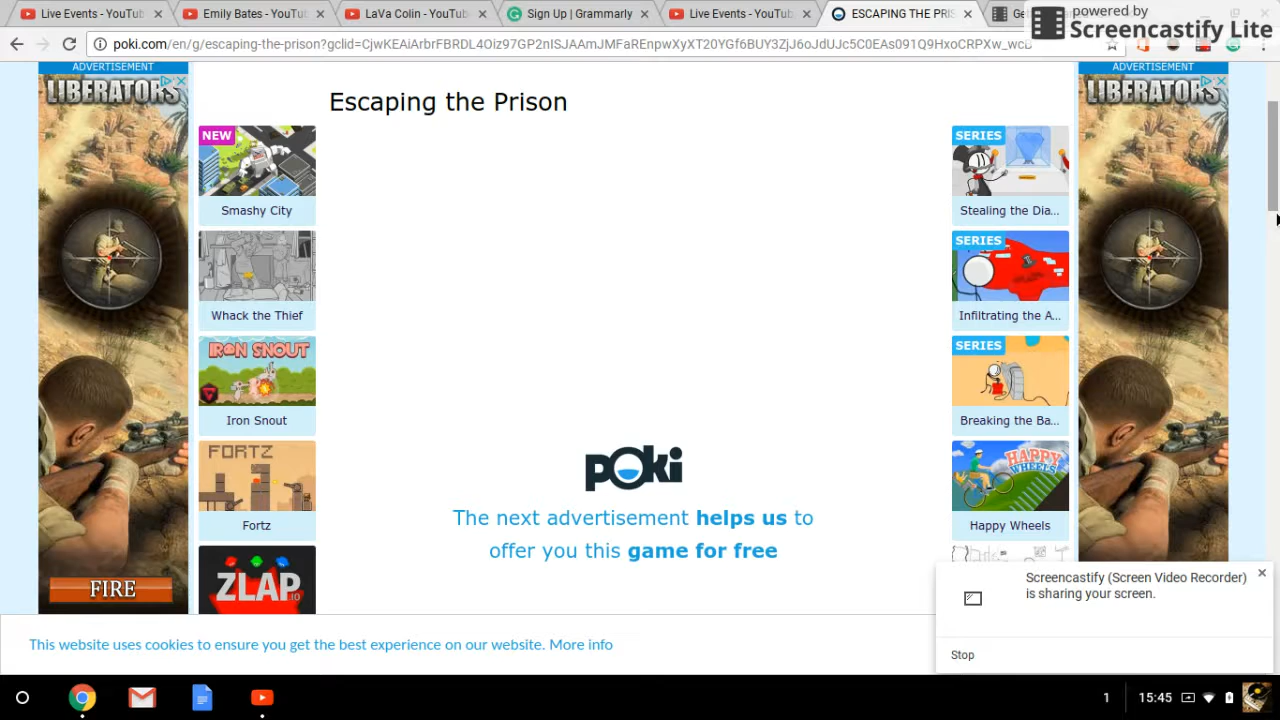 Live Events - YouTub
Emily Bates - YouTu
LaVa Colin - YouTub
Sign Up | Grammarly
Live Events - YouTub
ESCAPING THE PRIS
powered by
Screencastify Lite
poki.com/en/g/escaping-the-prison?gclid=
ADVERTISEMENT
LIBERATORS
FIRE
Escaping the Prison
NEW
Smashy City
Whack the Thief
IRON SNOUT
Iron Snout
FORTZ
Fortz
ZLAP.IO
poki
The next advertisement helps us to
offer you this game for free
SERIES
Stealing the Dia...
SERIES
Infiltrating the A...
SERIES
Breaking the Ba...
HAPPY
WHEELS
Happy Wheels
ADVERTISEMENT
LIBERATORS
Screencastify (Screen Video Recorder)
is sharing your screen.
Stop
This website uses cookies to ensure you get the best experience on our website. More info
1
15:45